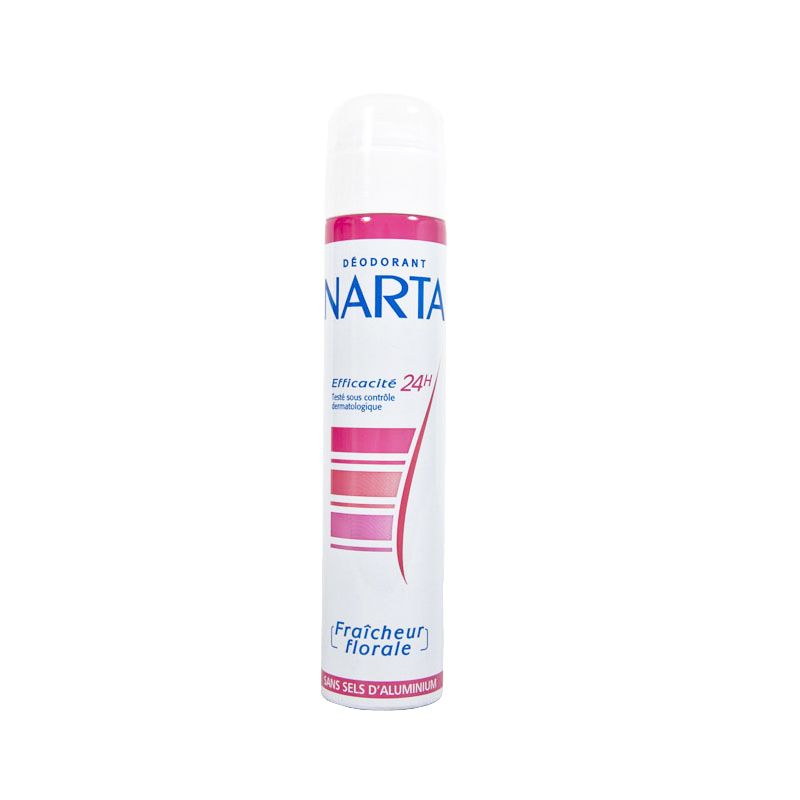 DÉODORANT
NARTA
Efficacité 24H
Testé sous contrôle
dermatologique
Fraîcheur
florale
SANS SELS D'ALUMINIUM